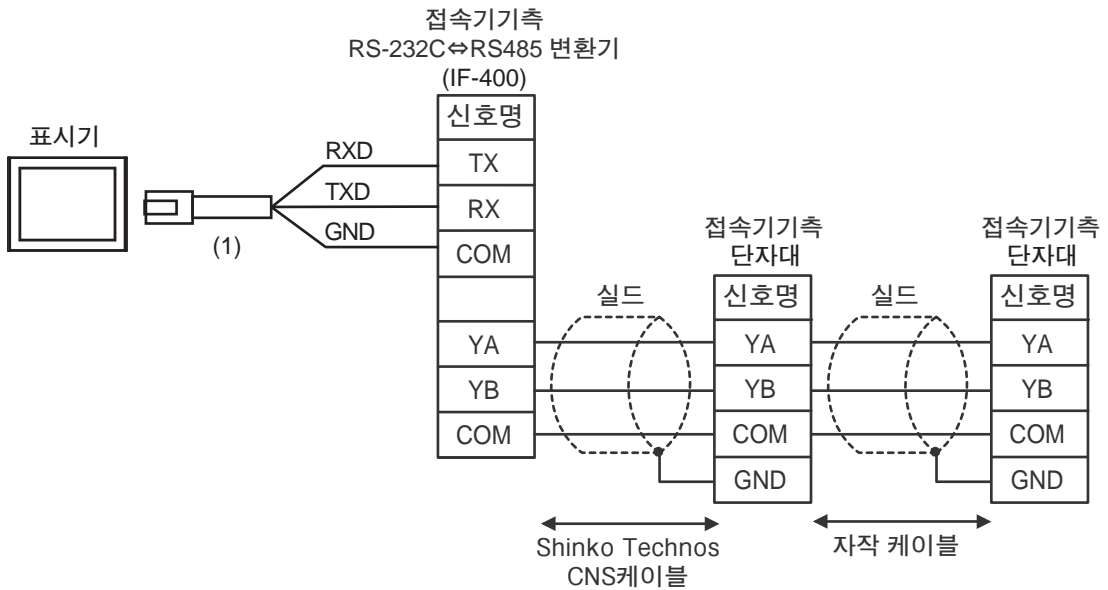 접속기기측
RS-232C⇔RS485 변환기
(IF-400)
신호명
표시기
RXD
TX
TXD
RX
GND
COM
(1)
YA
YB
COM
접속기기측
단자대
실드
신호명
YA
YB
COM
GND
접속기기측
단자대
실드
신호명
YA
YB
COM
GND
Shinko Technos
CNS케이블
자작 케이블